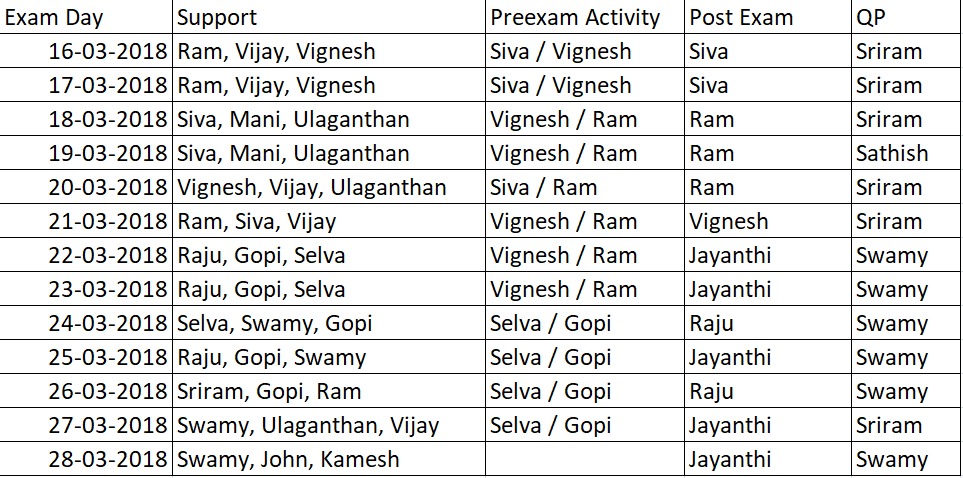 Exam Day Support Preexam Activity Post Exam QP
16-03-2018 Ram, Vijay, Vignesh Siva / Vignesh Siva Sriram
17-03-2018 Ram, Vijay, Vignesh Siva / Vignesh Siva Sriram
18-03-2018 Siva, Mani, Ulaganthan Vignesh / Ram Ram Sriram
19-03-2018 Siva, Mani, Ulaganthan Vignesh / Ram Ram Sathish
20-03-2018 Vignesh, Vijay, Ulaganthan Siva / Ram Ram Sriram
21-03-2018 Ram, Siva, Vijay Vignesh / Ram Vignesh Sriram
22-03-2018 Raju, Gopi, Selva Vignesh / Ram Jayanthi Swamy
23-03-2018 Raju, Gopi, Selva Vignesh / Ram Jayanthi Swamy
24-03-2018 Selva, Swamy, Gopi Selva / Gopi Raju Swamy
25-03-2018 Raju, Gopi, Swamy Selva / Gopi Jayanthi Swamy
26-03-2018 Sriram, Gopi, Ram Selva / Gopi Raju Swamy
27-03-2018 Swamy, Ulaganthan, Vijay Selva / Gopi Jayanthi Sriram
28-03-2018 Swamy, John, Kamesh Jayanthi Swamy